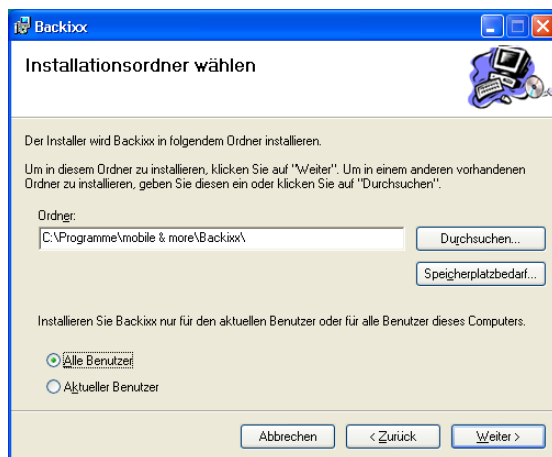 Backixx
Installationsordner wählen
Der Installer wird Backixx in folgendem Ordner installieren.
Um in diesem Ordner zu installieren, klicken Sie auf "Weiter". Um in einem anderen vorhandenen
Ordner zu installieren, geben Sie diesen ein oder klicken Sie auf "Durchsuchen".
Ordner:
C:\Programme\mobile & more\Backixx\
Durchsuchen...
Speicherplatzbedarf...
Installieren Sie Backixx nur für den aktuellen Benutzer oder für alle Benutzer dieses Computers.
Alle Benutzer
Aktueller Benutzer
Abbrechen
< Zurück
Weiter >